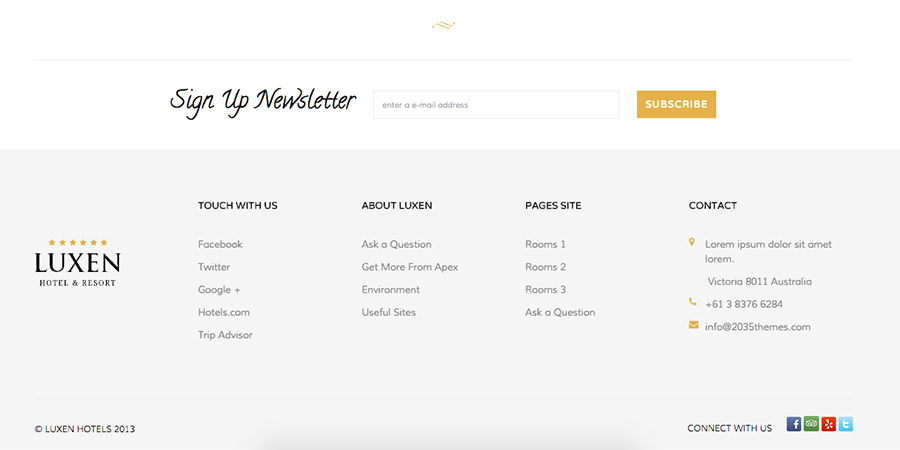 Sign Up Newsletter
enter a e-mail address
SUBSCRIBE
LUXEN
HOTEL & RESORT
TOUCH WITH US
Facebook
Twitter
Google +
Hotels.com
Trip Advisor
ABOUT LUXEN
Ask a Question
Get More From Apex
Environment
Useful Sites
PAGES SITE
Rooms 1
Rooms 2
Rooms 3
Ask a Question
CONTACT
Lorem ipsum dolor sit amet
lorem.
Victoria 8011 Australia
+61 3 8376 6284
info@2035themes.com
© LUXEN HOTELS 2013
CONNECT WITH US